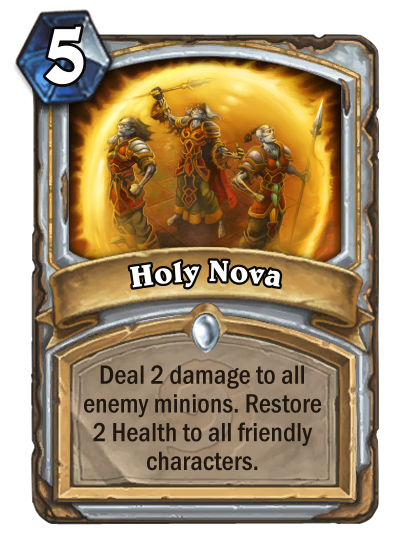 5
Holy Nova
Deal 2 damage to all
enemy minions. Restore
2 Health to all friendly
characters.